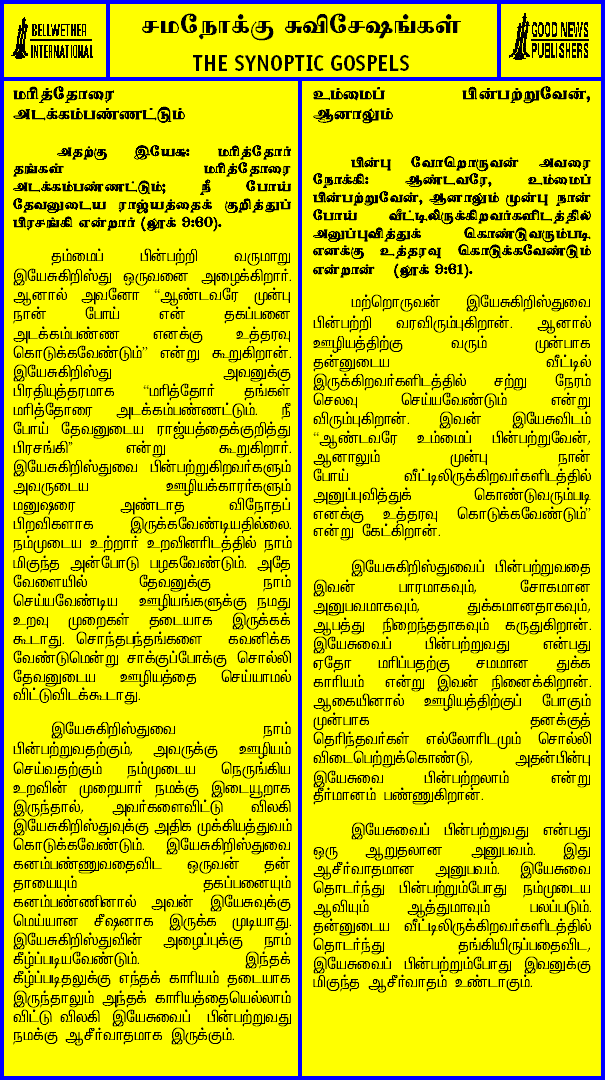 BELLWETHER
INTERNATIONAL
சமநோக்கு சுவிசேஷங்கள்
THE SYNOPTIC GOSPELS
GOOD NEWS
PUBLISHERS
மரித்தோரை
அடக்கம்பண்ணட்டும்
அதற்கு இயேசு: மரித்தோர்
தங்கள் மரித்தோரை
அடக்கம்பண்ணட்டும்; நீ போய்
தேவனுடைய ராஜ்யத்தைக் குறித்துப்
பிரசங்கி என்றார் (லூக் 9:60).
தம்மைப் பின்பற்றி வருமாறு
இயேசுகிறிஸ்து ஒருவனை அழைக்கிறார்.
ஆனால் அவனோ “ஆண்டவரே முன்பு
நான் போய் என் தகப்பனை
அடக்கம்பண்ண எனக்கு உத்தரவு
கொடுக்கவேண்டும்” என்று கூறுகிறான்.
இயேசுகிறிஸ்து அவனுக்கு
பிரதியுத்தரமாக “மரித்தோர் தங்கள்
மரித்தோரை அடக்கம்பண்ணட்டும். நீ
போய் தேவனுடைய ராஜ்யத்தைக்குறித்து
பிரசங்கி” என்று கூறுகிறார்.
இயேசுகிறிஸ்துவை பின்பற்றுகிறவர்களும்
அவருடைய ஊழியக்காரர்களும்
மனுஷரை அண்டாத விநோதப்
பிறவிகளாக இருக்கவேண்டியதில்லை.
நம்முடைய உற்றார் உறவினரிடத்தில் நாம்
மிகுந்த அன்போடு பழகவேண்டும். அதே
வேளையில் தேவனுக்கு நாம்
செய்யவேண்டிய ஊழியங்களுக்கு நமது
உறவு முறைகள் தடையாக இருக்கக்
கூடாது. சொந்தபந்தங்களை கவனிக்க
வேண்டுமென்று சாக்குப்போக்கு சொல்லி
தேவனுடைய ஊழியத்தை செய்யாமல்
விட்டுவிடக்கூடாது.
இயேசுகிறிஸ்துவை நாம்
பின்பற்றுவதற்கும், அவருக்கு ஊழியம்
செய்வதற்கும் நம்முடைய நெருங்கிய
உறவின் முறையார் நமக்கு இடையூறாக
இருந்தால், அவர்களைவிட்டு விலகி
இயேசுகிறிஸ்துவுக்கு அதிக முக்கியத்துவம்
கொடுக்கவேண்டும். இயேசுகிறிஸ்துவை
கனம்பண்ணுவதைவிட ஒருவன் தன்
தாயையும் தகப்பனையும்
கனம்பண்ணினால் அவன் இயேசுவுக்கு
மெய்யான சீஷனாக இருக்க முடியாது.
இயேசுகிறிஸ்துவின் அழைப்புக்கு நாம்
கீழ்ப்படியவேண்டும். இந்தக்
கீழ்ப்படிதலுக்கு எந்தக் காரியம் தடையாக
இருந்தாலும் அந்தக் காரியத்தையெல்லாம்
விட்டு விலகி இயேசுவைப் பின்பற்றுவது
நமக்கு ஆசீர்வாதமாக இருக்கும்.
உம்மைப் பின்பற்றுவேன்,
ஆனாலும்
பின்பு வேறொருவன் அவரை
நோக்கி: ஆண்டவரே, உம்மைப்
பின்பற்றுவேன், ஆனாலும் முன்பு நான்
போய் வீட்டிலிருக்கிறவர்களிடத்தில்
அனுப்புவித்துக் கொண்டுவரும்படி
எனக்கு உத்தரவு கொடுக்கவேண்டும்
என்றான் (லூக் 9:61).
மற்றொருவன் இயேசுகிறிஸ்துவை
பின்பற்றி வரவிரும்புகிறான். ஆனால்
ஊழியத்திற்கு வரும் முன்பாக
தன்னுடைய வீட்டில்
இருக்கிறவர்களிடத்தில் சற்று நேரம்
செலவு செய்யவேண்டும் என்று
விரும்புகிறான். இவன் இயேசுவிடம்
“ஆண்டவரே உம்மைப் பின்பற்றுவேன்,
ஆனாலும் முன்பு நான்
போய் வீட்டிலிருக்கிறவர்களிடத்தில்
அனுப்புவித்துக் கொண்டுவரும்படி
எனக்கு உத்தரவு கொடுக்கவேண்டும்”
என்று கேட்கிறான்.
இயேசுகிறிஸ்துவைப் பின்பற்றுவதை
இவன் பாரமாகவும், சோகமான
அனுபவமாகவும், துக்கமானதாகவும்,
ஆபத்து நிறைந்ததாகவும் கருதுகிறான்.
இயேசுவைப் பின்பற்றுவது என்பது
ஏதோ மரிப்பதற்கு சமமான துக்க
காரியம் என்று இவன் நினைக்கிறான்.
ஆகையினால் ஊழியத்திற்குப் போகும்
முன்பாக தனக்குத்
தெரிந்தவர்கள் எல்லோரிடமும் சொல்லி
விடைபெற்றுக்கொண்டு, அதன்பின்பு
இயேசுவை பின்பற்றலாம் என்று
தீர்மானம் பண்ணுகிறான்.
இயேசுவைப் பின்பற்றுவது என்பது
ஒரு ஆறுதலான அனுபவம். இது
ஆசீர்வாதமான அனுபவம். இயேசுவை
தொடர்ந்து பின்பற்றும்போது நம்முடைய
ஆவியும் ஆத்துமாவும் பலப்படும்.
தன்னுடைய வீட்டிலிருக்கிறவர்களிடத்தில்
தொடர்ந்து தங்கியிருப்பதைவிட,
இயேசுவைப் பின்பற்றும்போது இவனுக்கு
மிகுந்த ஆசீர்வாதம் உண்டாகும்.